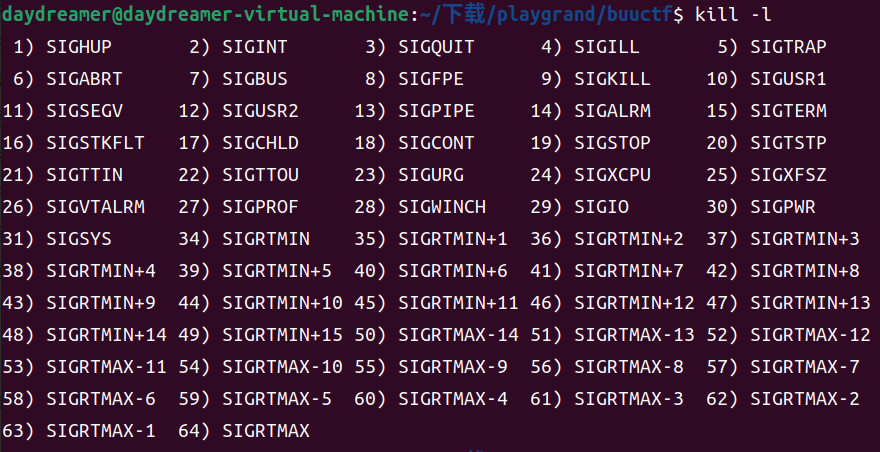 daydreamer@daydreamer-virtual-machine:~/下载/playgrand/buuctf$ kill -l
1) SIGHUP 2) SIGINT 3) SIGQUIT 4) SIGILL 5) SIGTRAP
6) SIGABRT 7) SIGBUS 8) SIGFPE 9) SIGKILL 10) SIGUSR1
11) SIGSEGV 12) SIGUSR2 13) SIGPIPE 14) SIGALRM 15) SIGTERM
16) SIGSTKFLT 17) SIGCHLD 18) SIGCONT 19) SIGSTOP 20) SIGTSTP
21) SIGTTIN 22) SIGTTOU 23) SIGURG 24) SIGXCPU 25) SIGXFSZ
26) SIGVTALRM 27) SIGPROF 28) SIGWINCH 29) SIGIO 30) SIGPWR
31) SIGSYS 34) SIGRTMIN 35) SIGRTMIN+1 36) SIGRTMIN+2 37) SIGRTMIN+3
38) SIGRTMIN+4 39) SIGRTMIN+5 40) SIGRTMIN+6 41) SIGRTMIN+7 42) SIGRTMIN+8
43) SIGRTMIN+9 44) SIGRTMIN+10 45) SIGRTMIN+11 46) SIGRTMIN+12 47) SIGRTMIN+13
48) SIGRTMIN+14 49) SIGRTMIN+15 50) SIGRTMAX-14 51) SIGRTMAX-13 52) SIGRTMAX-12
53) SIGRTMAX-11 54) SIGRTMAX-10 55) SIGRTMAX-9 56) SIGRTMAX-8 57) SIGRTMAX-7
58) SIGRTMAX-6 59) SIGRTMAX-5 60) SIGRTMAX-4 61) SIGRTMAX-3 62) SIGRTMAX-2
63) SIGRTMAX-1 64) SIGRTMAX